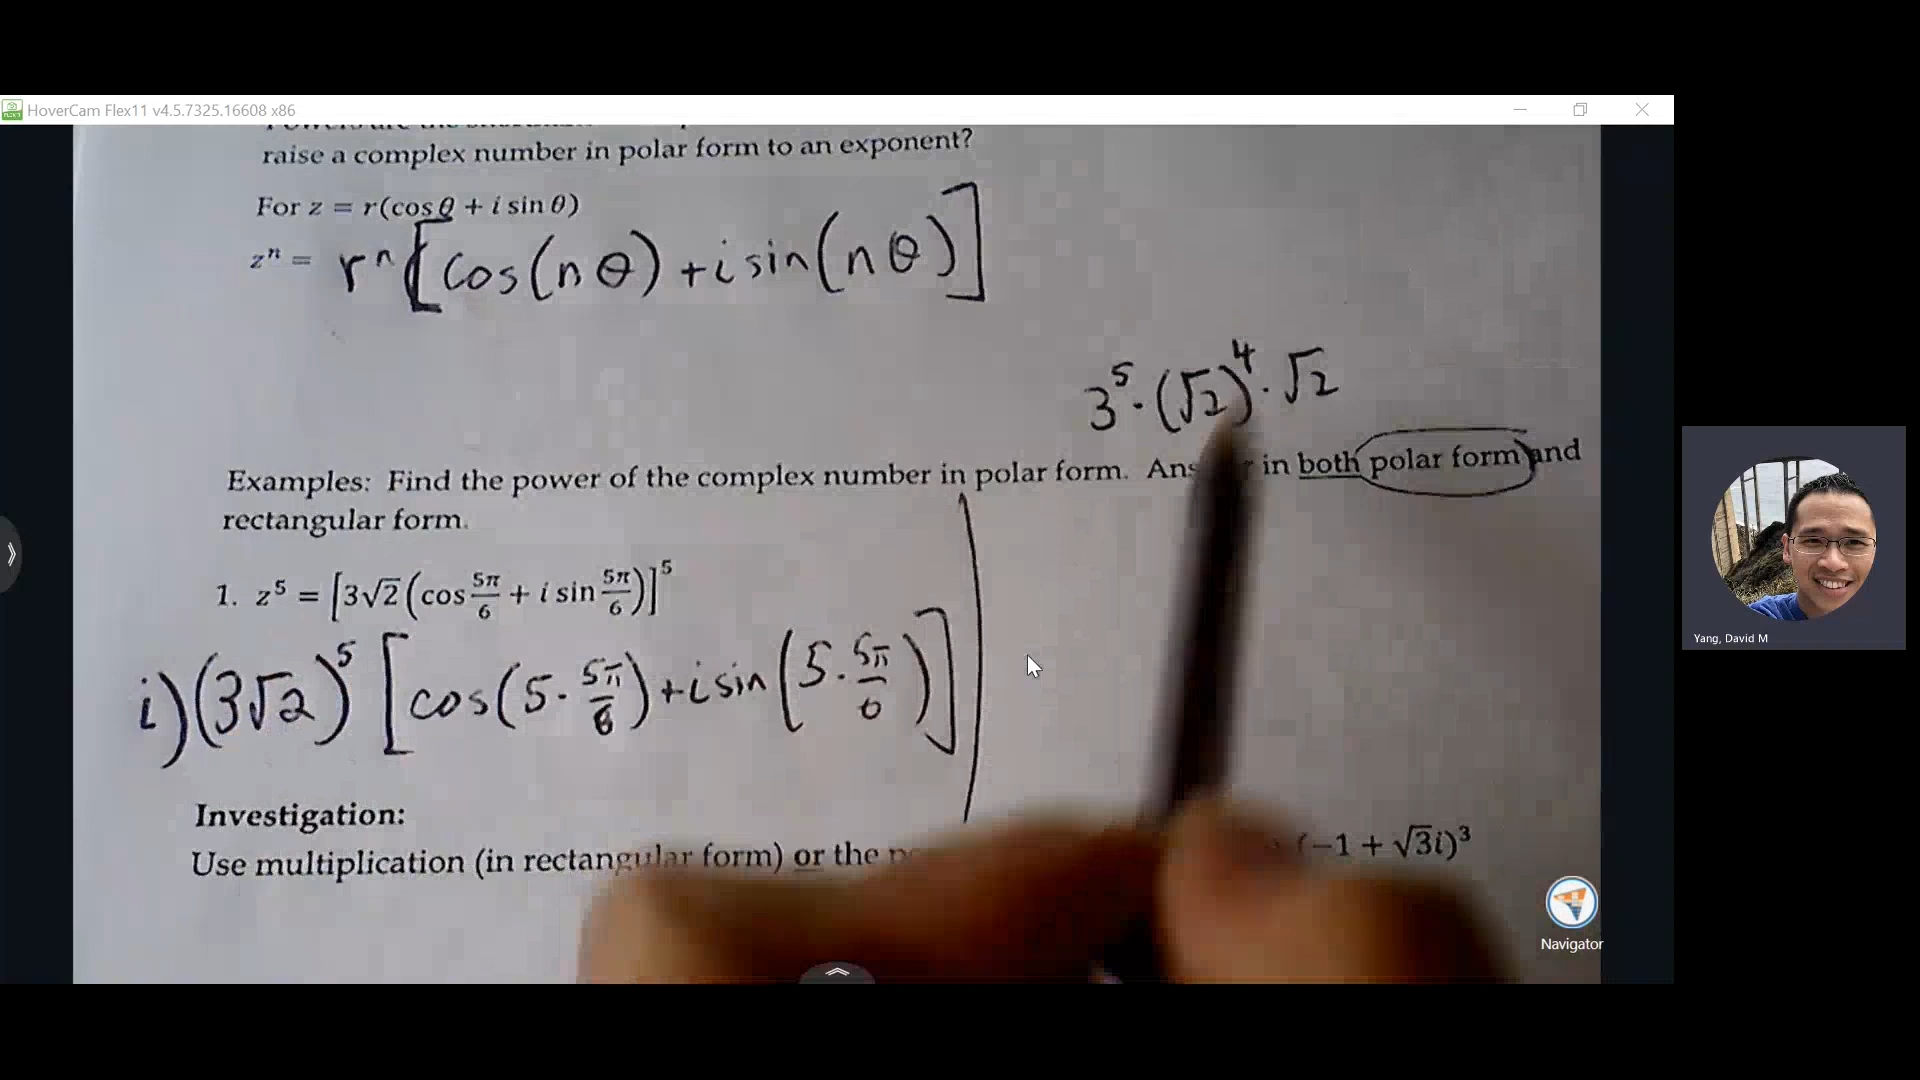 HoverCam Flex11 v4.5.7325.16608 x86
raise a complex number in polar form to an exponent?
For z = r(cos θ + i sin θ)
zⁿ = rⁿ[cos(nθ) + i sin(nθ)]
3⁵ · (√2)⁴ · √2
Examples: Find the power of the complex number in polar form. in both polar form and
rectangular form.
1. z⁵ = [3√2(cos 5π/6 + i sin 5π/6)]⁵
i) (3√2)⁵ [cos(5 · 5π/6) + i sin(5 · 5π/6)]
Investigation:
Use multiplication (in rectangular form) or the
(−1 + √3i)³
Navigator
Yang, David M